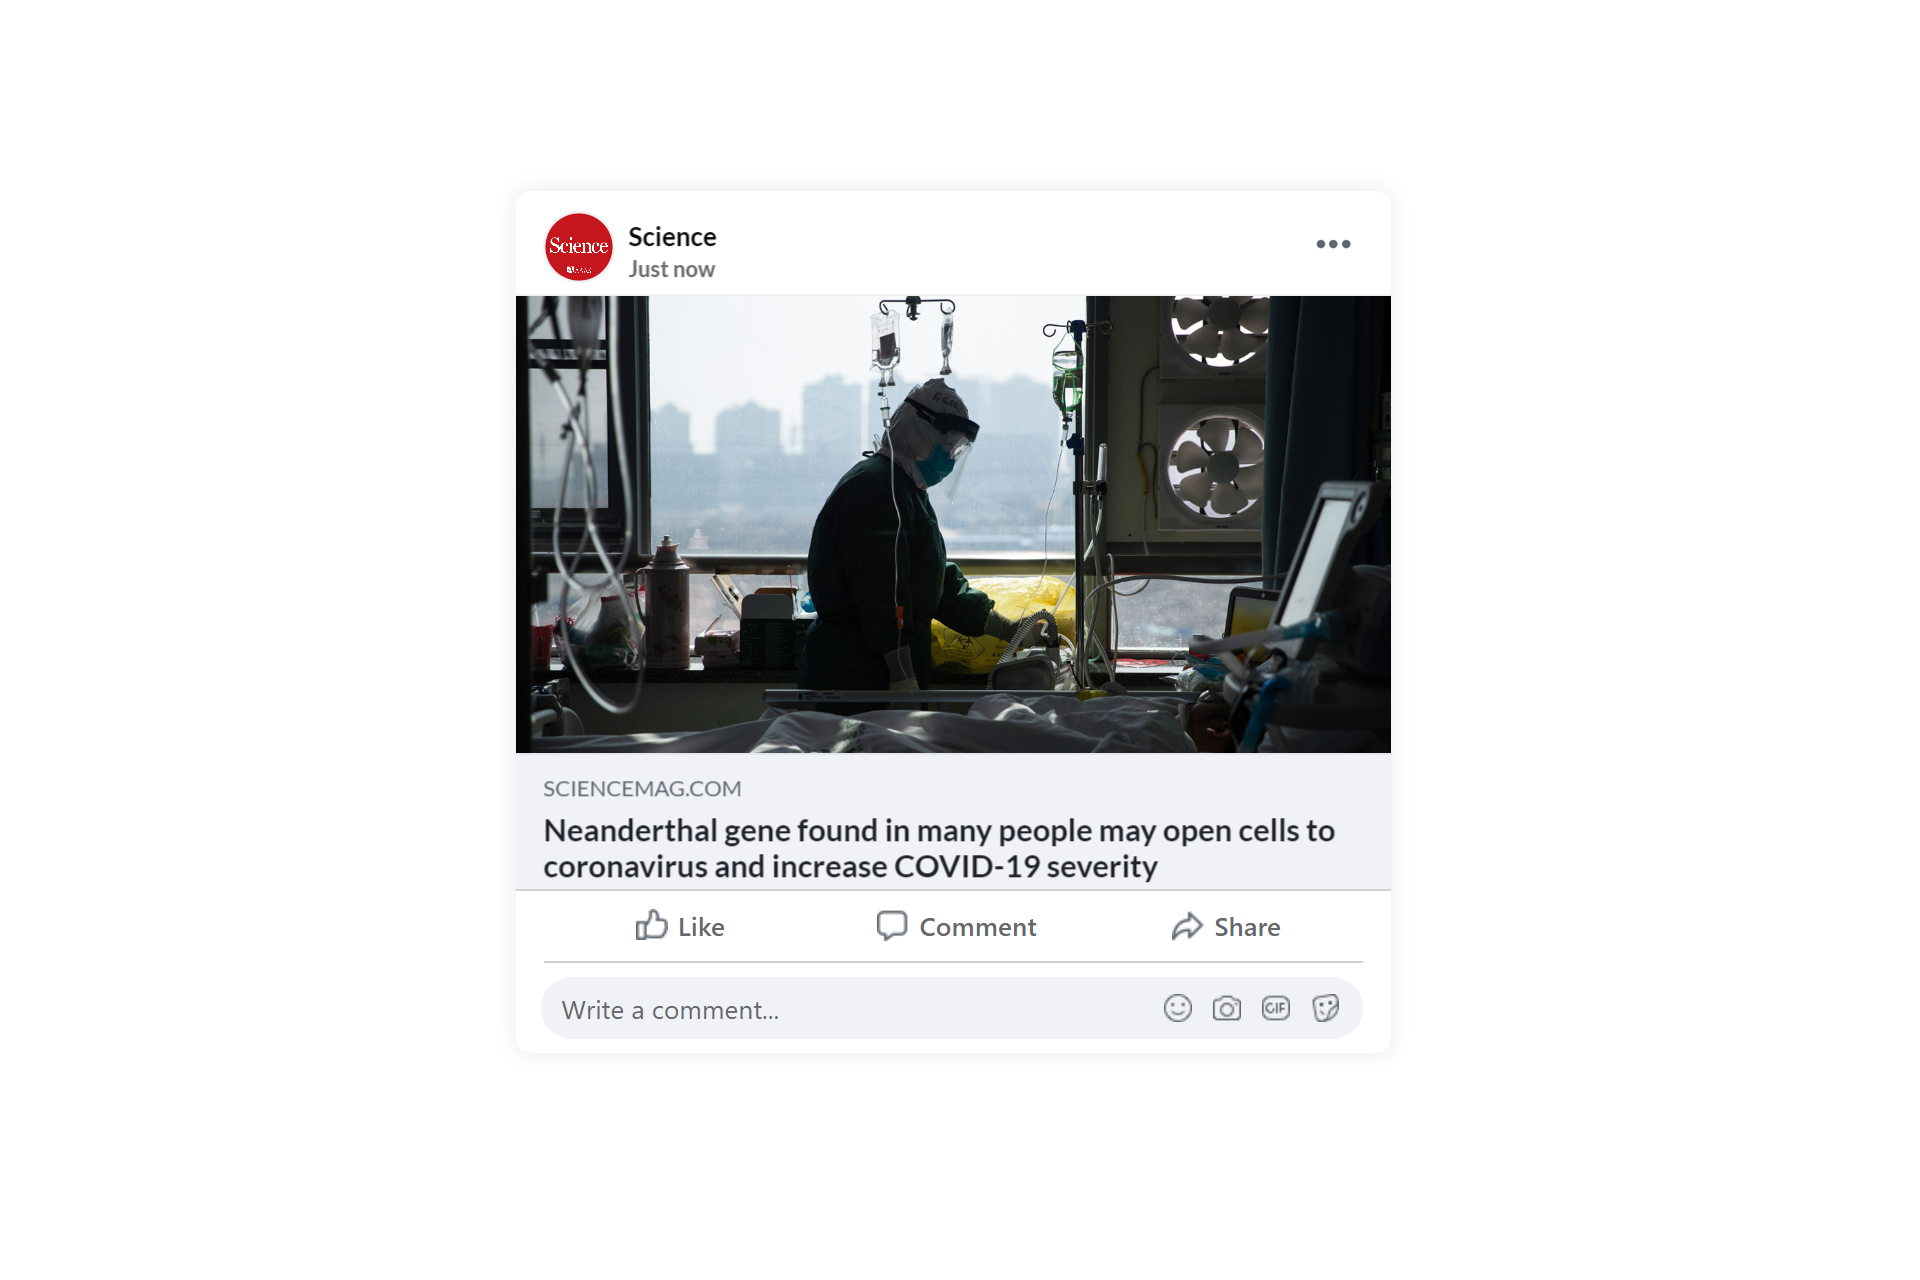 Science
Science
Just now
SCIENCEMAG.COM
Neanderthal gene found in many people may open cells to
coronavirus and increase COVID-19 severity
Like
Comment
Share
Write a comment...
GIF